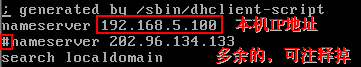 ; generated by /sbin/dhclient-script
nameserver 192.168.5.100 本机IP地址
#nameserver 202.96.134.133
search localdomain 多余的，可注释掉